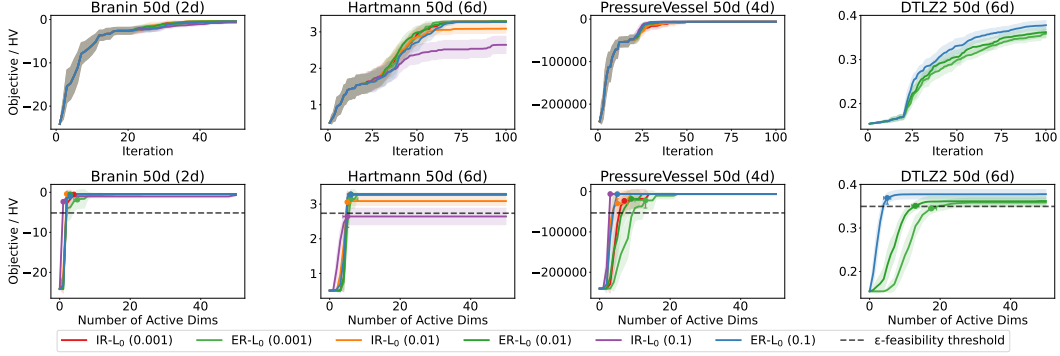 Branin 50d (2d)
Hartmann 50d (6d)
PressureVessel 50d (4d)
DTLZ2 50d (6d)
Objective / HV
0
−10
−20
0 20 40
Iteration
3
2
1
0 25 50 75 100
Iteration
0
−100000
−200000
0 25 50 75 100
Iteration
0.4
0.3
0.2
0 25 50 75 100
Iteration
Branin 50d (2d)
Hartmann 50d (6d)
PressureVessel 50d (4d)
DTLZ2 50d (6d)
Objective / HV
0
−10
−20
0 20 40
Number of Active Dims
3
2
1
0 20 40
Number of Active Dims
0
−100000
−200000
0 20 40
Number of Active Dims
0.4
0.3
0.2
0 20 40
Number of Active Dims
IR-L₀ (0.001) ER-L₀ (0.001) IR-L₀ (0.01) ER-L₀ (0.01) IR-L₀ (0.1) ER-L₀ (0.1) ε-feasibility threshold